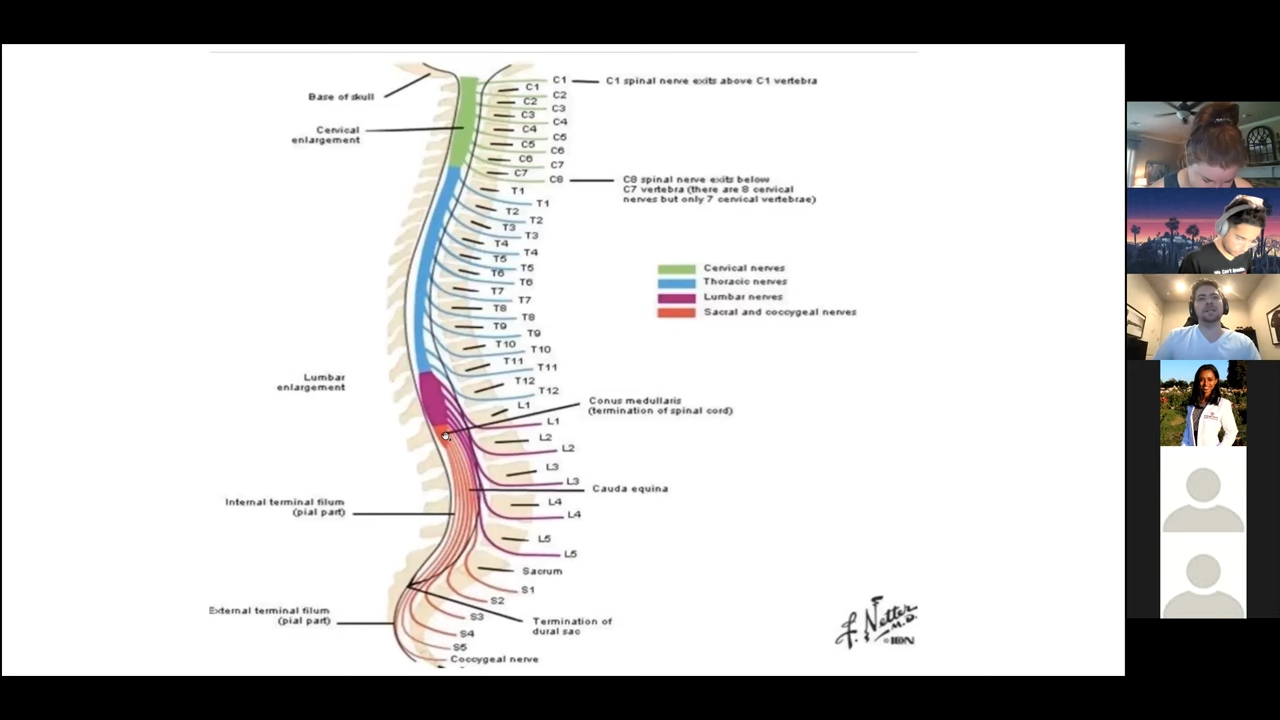 C1
C1 spinal nerve exits above C1 vertebra
Base of skull
C1
C2
C2
C3
C3
C4
Cervical
enlargement
C4
C5
C5
C6
C6
C7
C7
C8
C8 spinal nerve exits below
C7 vertebra (there are 8 cervical
nerves but only 7 cervical vertebrae)
T1
T1
T2
T2
T3
T3
T4
T4
T5
T5
T6
T6
T7
T7
T8
T8
T9
T9
T10
T10
T11
T11
T12
T12
Cervical nerves
Thoracic nerves
Lumbar nerves
Sacral and coccygeal nerves
Lumbar
enlargement
Conus medullaris
(termination of spinal cord)
L1
L1
L2
L2
L3
L3
Cauda equina
Internal terminal filum
(pial part)
L4
L4
L5
L5
Sacrum
S1
S2
External terminal filum
(pial part)
S3
Termination of
dural sac
S4
S5
Coccygeal nerve
F. Netter
M.D.